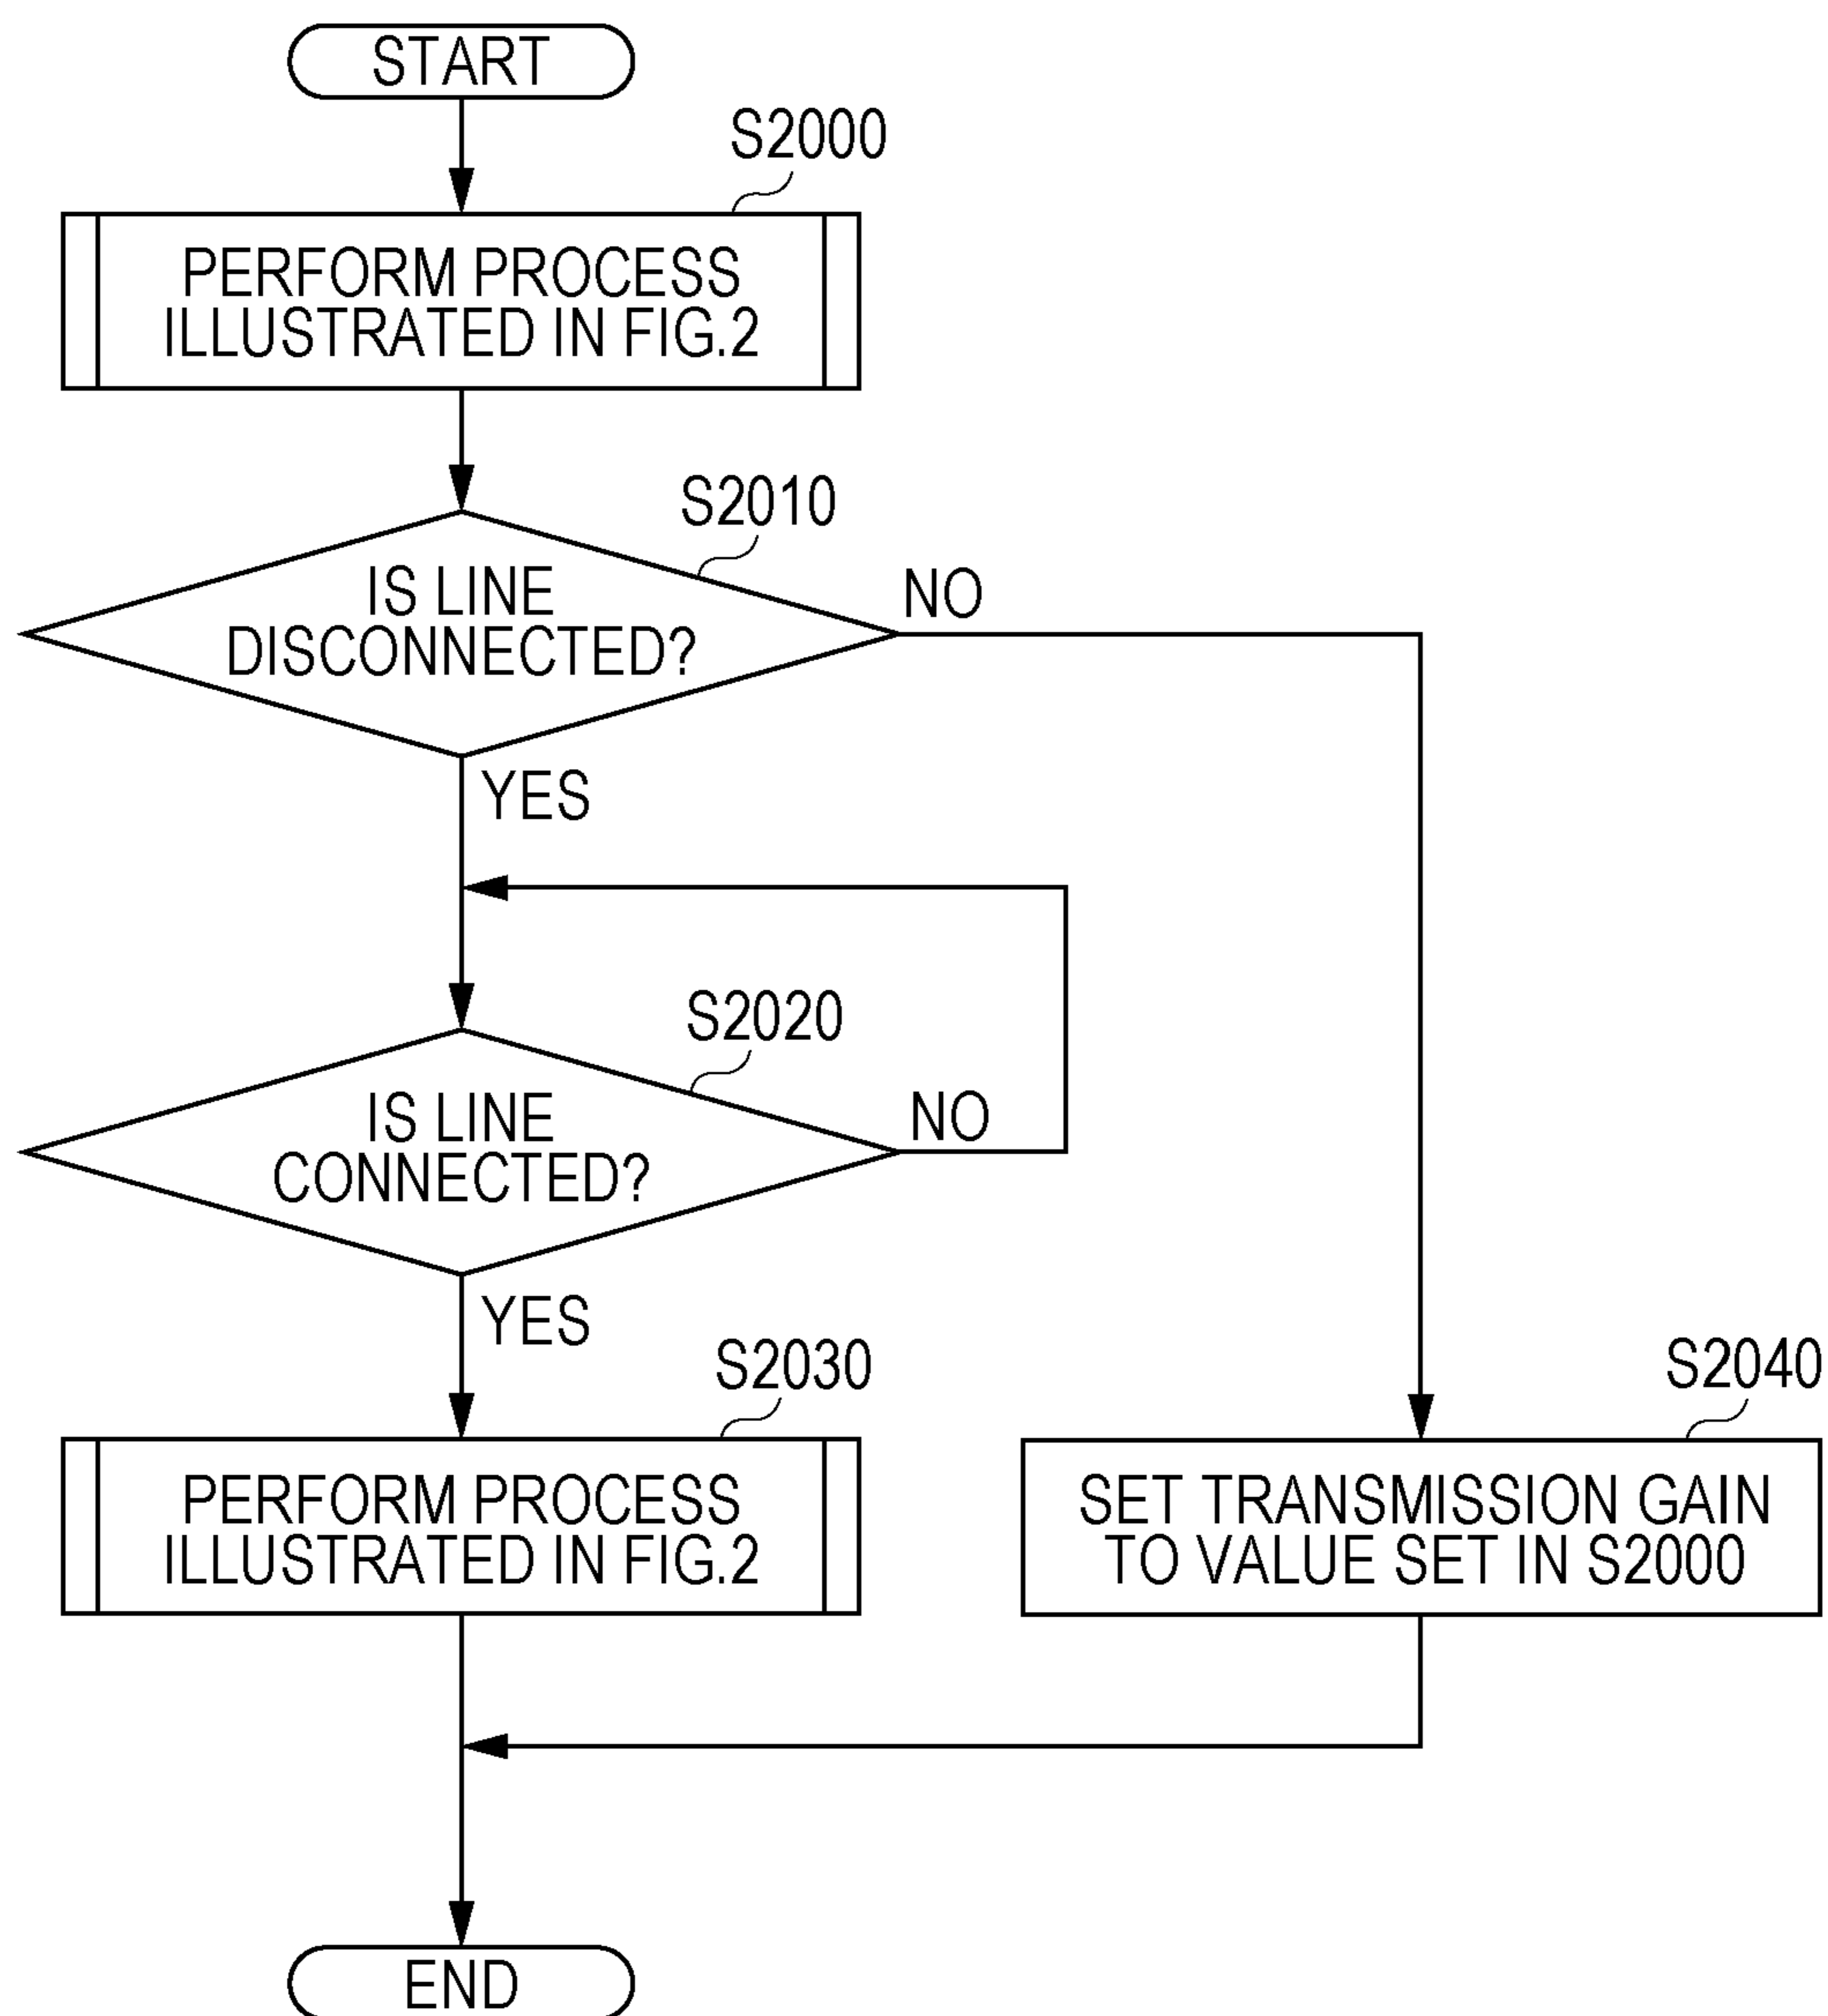 START
S2000
PERFORM PROCESS
ILLUSTRATED IN FIG.2
S2010
IS LINE
DISCONNECTED?
NO
YES
S2020
IS LINE
CONNECTED?
NO
YES
S2030
PERFORM PROCESS
ILLUSTRATED IN FIG.2
S2040
SET TRANSMISSION GAIN
TO VALUE SET IN S2000
END